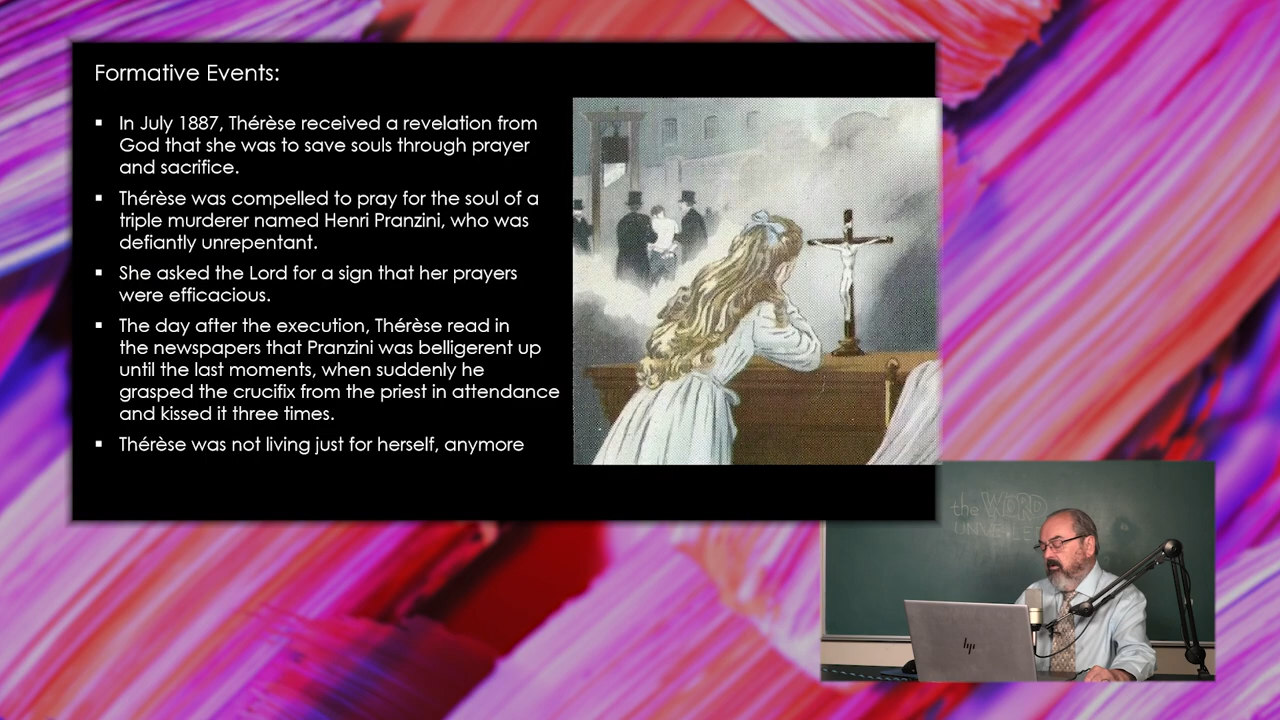 Formative Events:
▪ In July 1887, Thérèse received a revelation from
God that she was to save souls through prayer
and sacrifice.
▪ Thérèse was compelled to pray for the soul of a
triple murderer named Henri Pranzini, who was
defiantly unrepentant.
▪ She asked the Lord for a sign that her prayers
were efficacious.
▪ The day after the execution, Thérèse read in
the newspapers that Pranzini was belligerent up
until the last moments, when suddenly he
grasped the crucifix from the priest in attendance
and kissed it three times.
▪ Thérèse was not living just for herself, anymore
the WORD
UNVEILED
hp